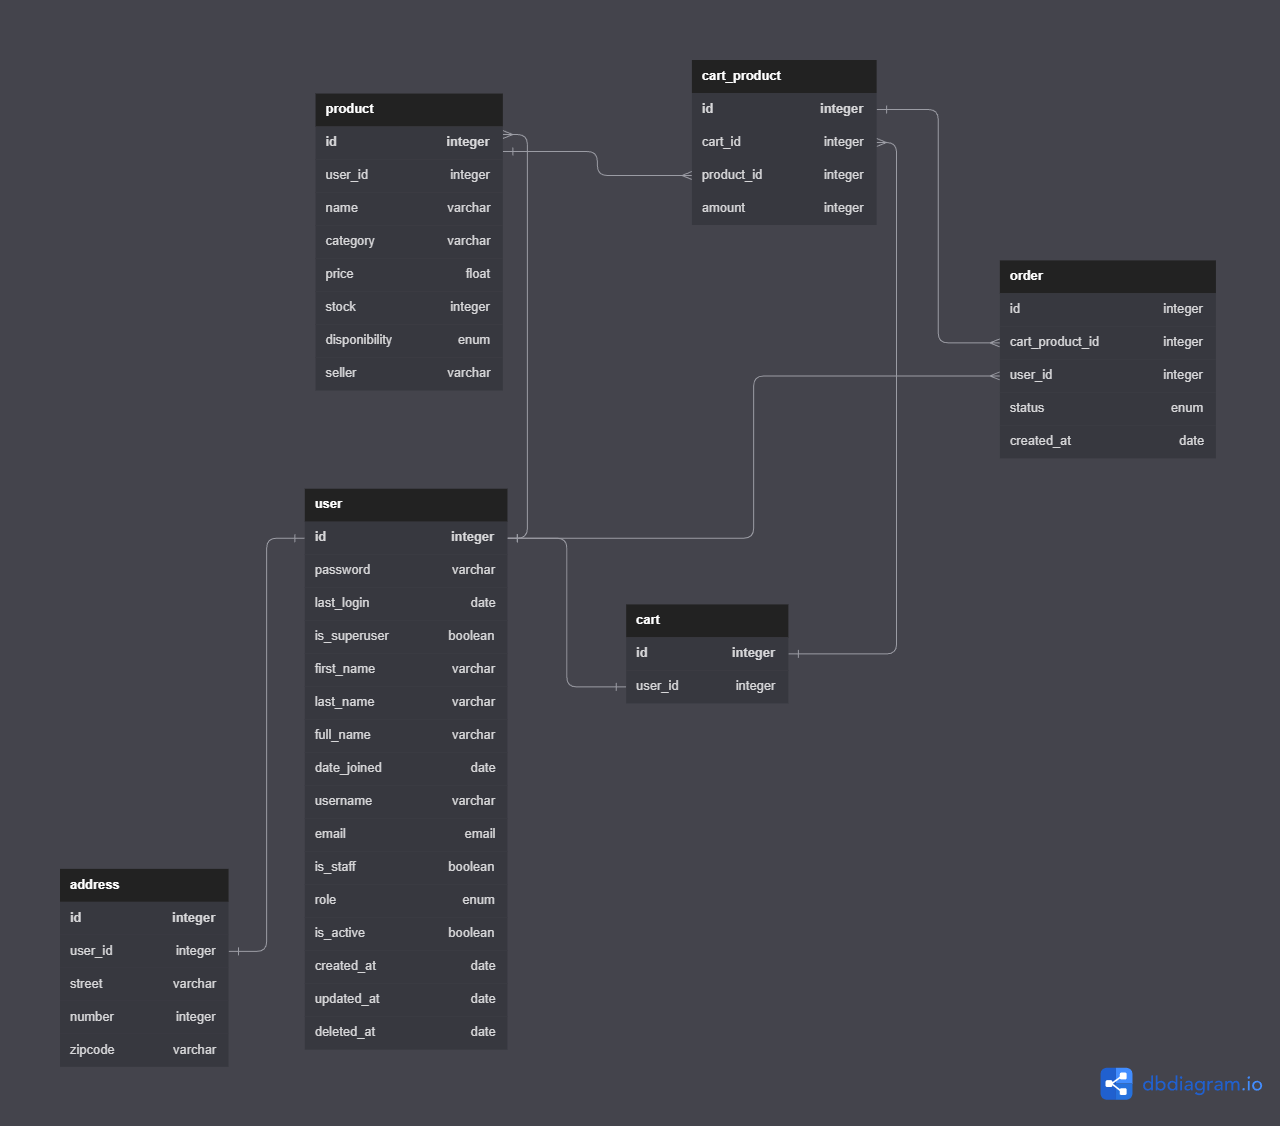 cart_product
id integer
cart_id integer
product_id integer
amount integer
product
id integer
user_id integer
name varchar
category varchar
price float
stock integer
disponibility enum
seller varchar
order
id integer
cart_product_id integer
user_id integer
status enum
created_at date
user
id integer
password varchar
last_login date
is_superuser boolean
first_name varchar
last_name varchar
full_name varchar
date_joined date
username varchar
email email
is_staff boolean
role enum
is_active boolean
created_at date
updated_at date
deleted_at date
cart
id integer
user_id integer
address
id integer
user_id integer
street varchar
number integer
zipcode varchar
dbdiagram.io